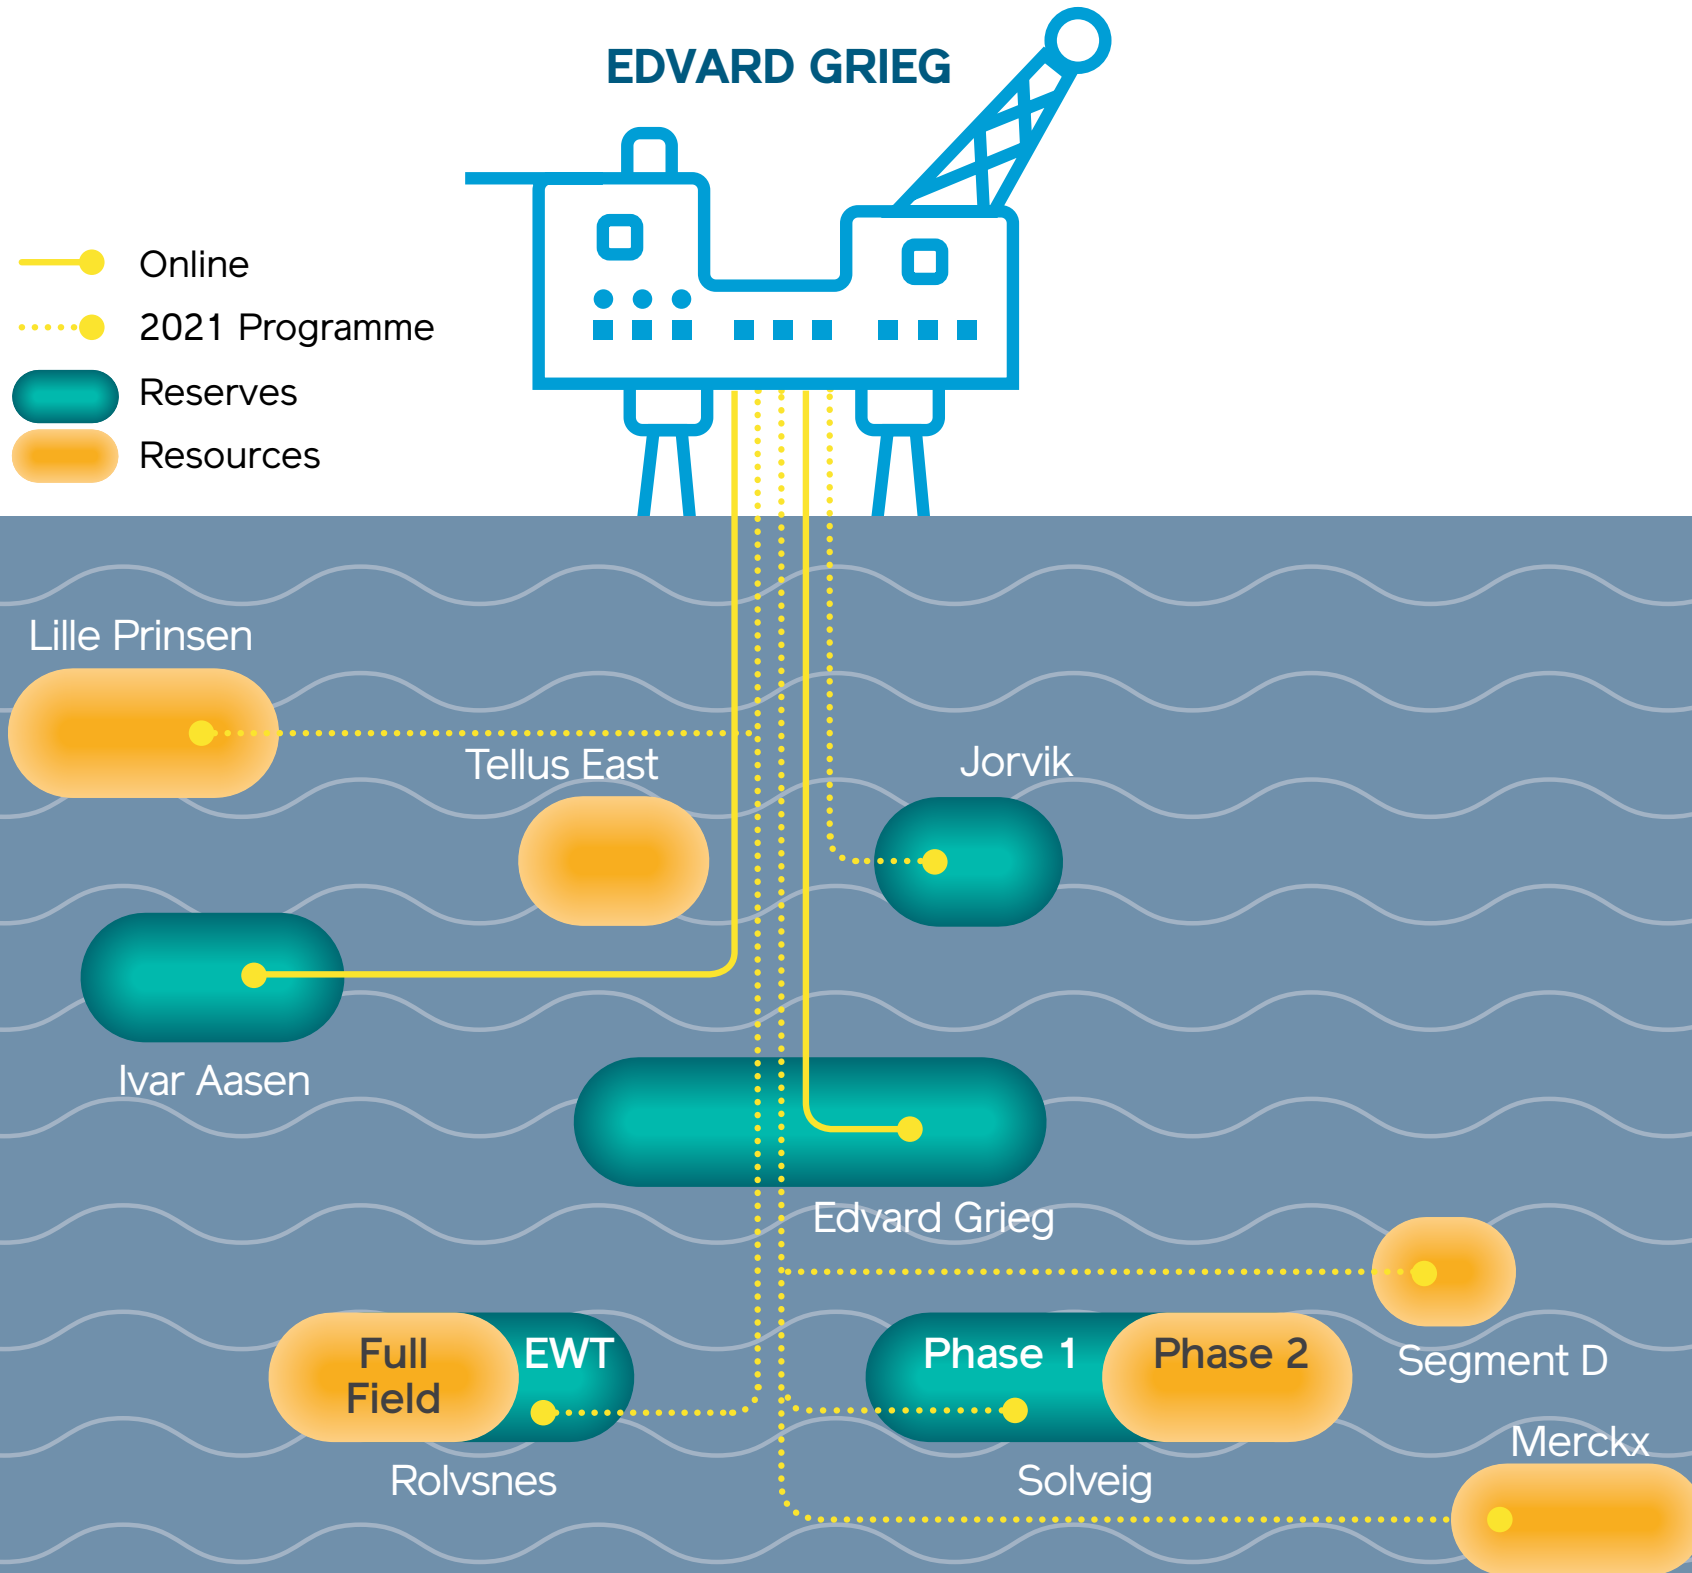 EDVARD GRIEG
Online
2021 Programme
Reserves
Resources
Lille Prinsen
Tellus East
Jorvik
Ivar Aasen
Edvard Grieg
Full
Field
EWT
Phase 1
Phase 2
Segment D
Rolvsnes
Solveig
Merckx